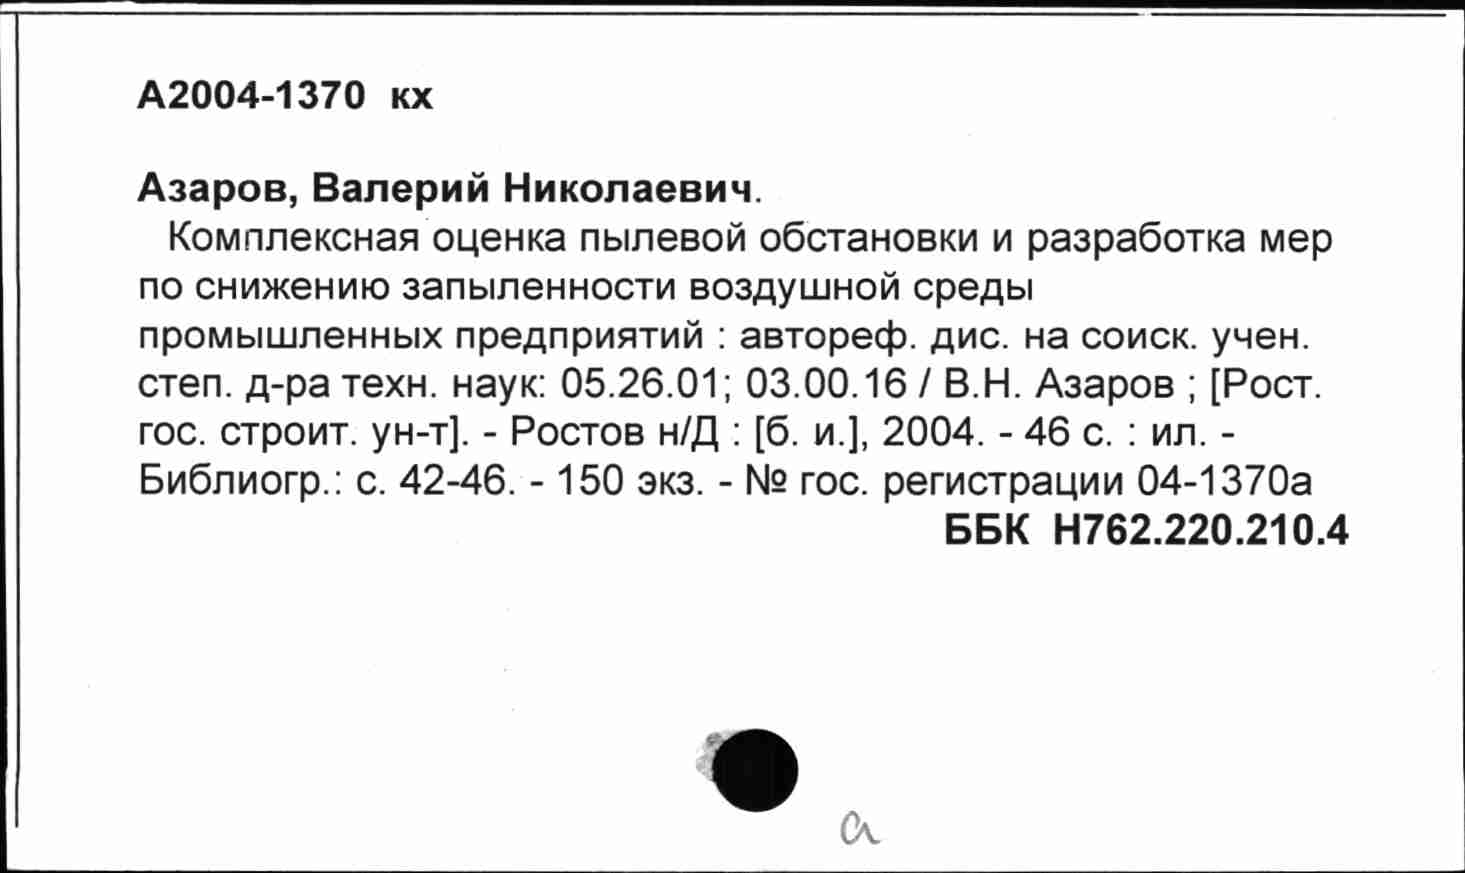 А2004-1370 кх
Азаров, Валерий Николаевич.
Комплексная оценка пылевой обстановки и разработка мер
по снижению запыленности воздушной среды
промышленных предприятий : автореф. дис. на соиск. учен.
степ. д-ра техн. наук: 05.26.01; 03.00.16 / В.Н. Азаров ; [Рост.
гос. строит. ун-т]. - Ростов н/Д : [б. и.], 2004. - 46 с. : ил. -
Библиогр.: с. 42-46. - 150 экз. - № гос. регистрации 04-1370а
ББК Н762.220.210.4
а